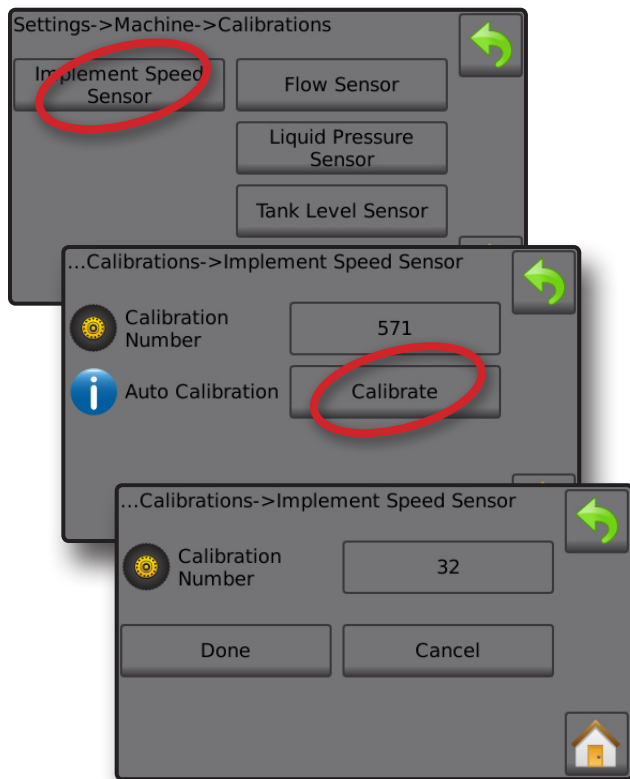 Settings->Machine->Calibrations
Implement Speed
Sensor
Flow Sensor
Liquid Pressure
Sensor
Tank Level Sensor
...Calibrations->Implement Speed Sensor
Calibration
Number
571
Auto Calibration
Calibrate
...Calibrations->Implement Speed Sensor
Calibration
Number
32
Done
Cancel